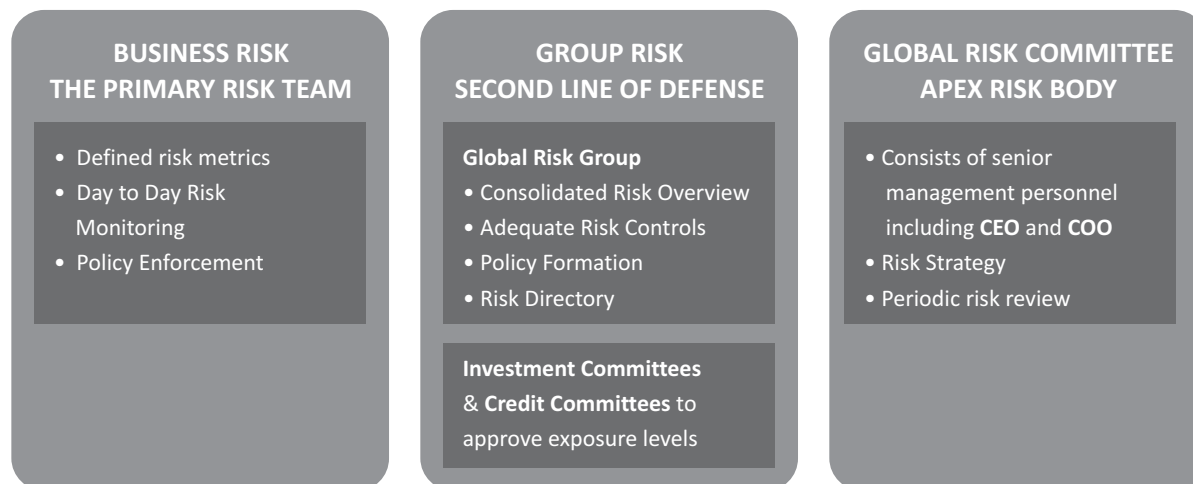 BUSINESS RISK
THE PRIMARY RISK TEAM
• Defined risk metrics
• Day to Day Risk
Monitoring
• Policy Enforcement
GROUP RISK
SECOND LINE OF DEFENSE
Global Risk Group
• Consolidated Risk Overview
• Adequate Risk Controls
• Policy Formation
• Risk Directory
Investment Committees
& Credit Committees to
approve exposure levels
GLOBAL RISK COMMITTEE
APEX RISK BODY
• Consists of senior
management personnel
including CEO and COO
• Risk Strategy
• Periodic risk review